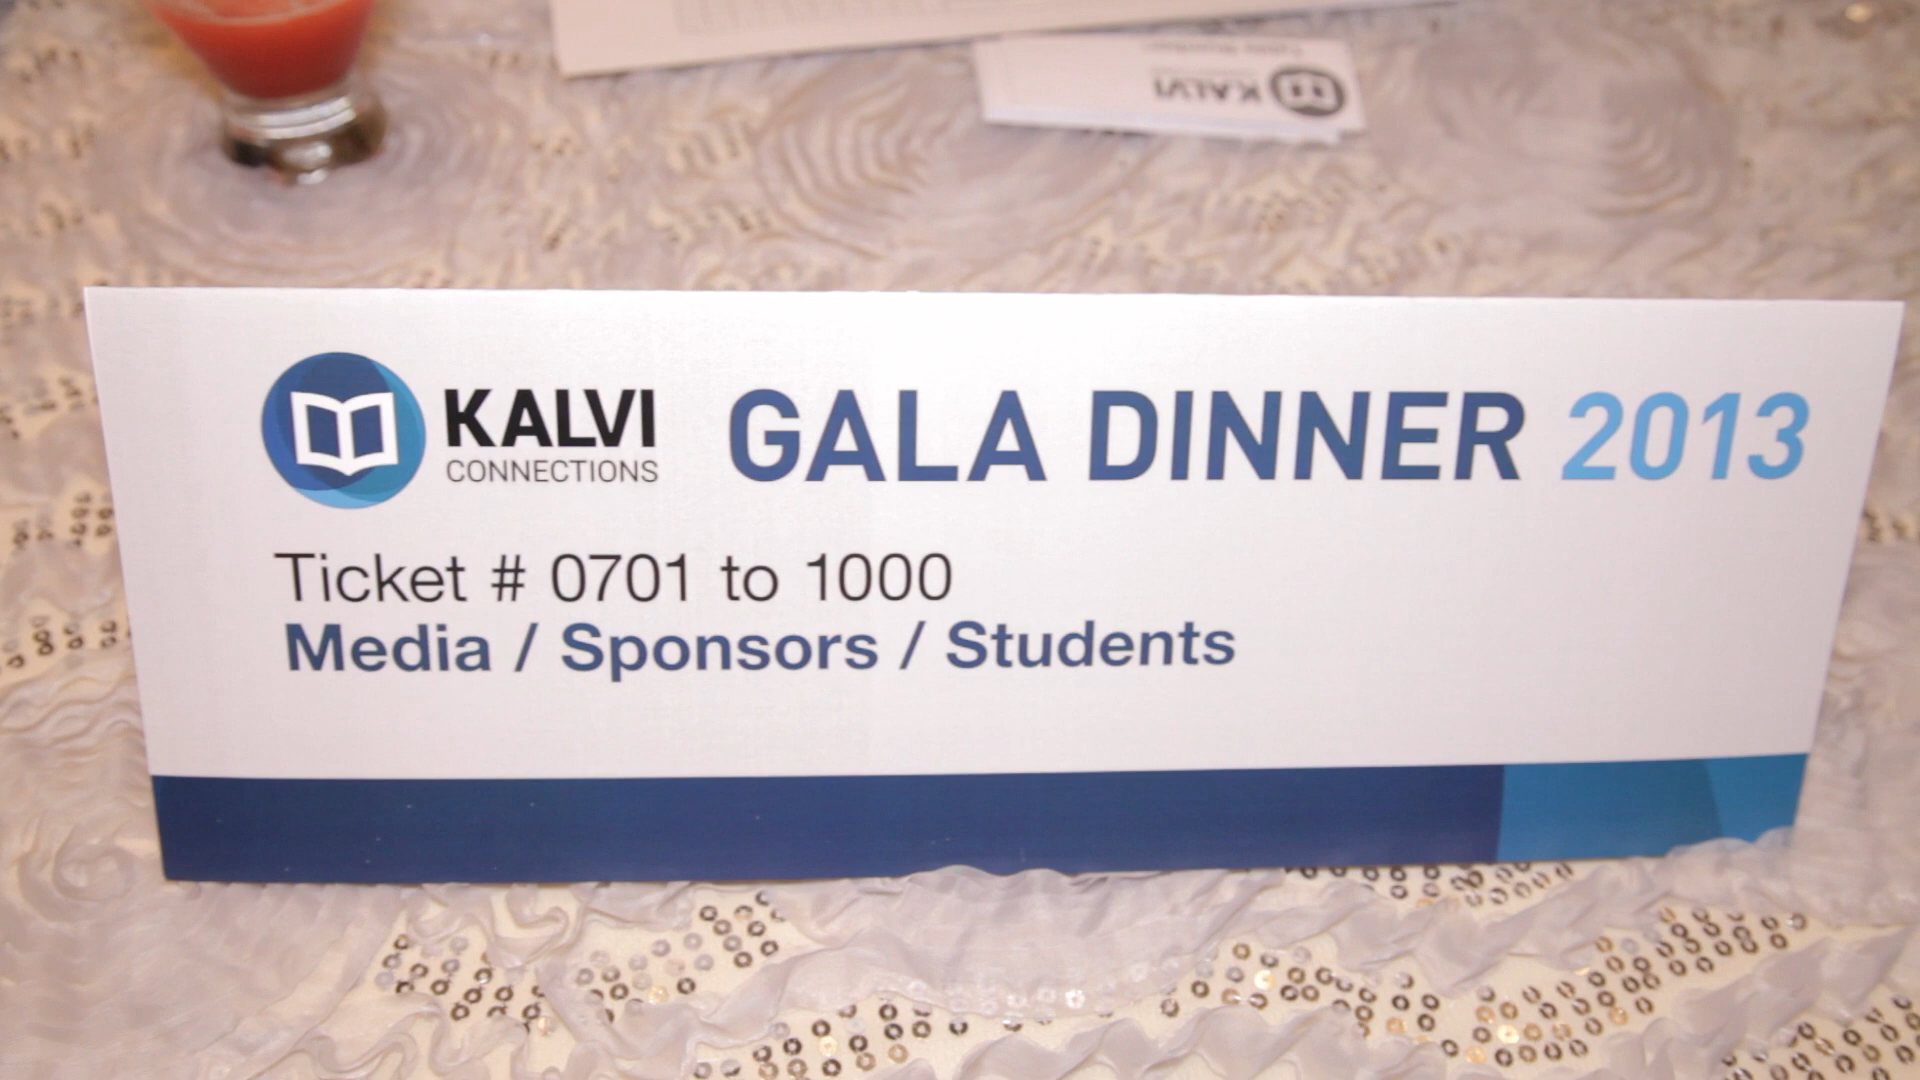 KALVI
KALVI
CONNECTIONS
GALA DINNER 2013
Ticket # 0701 to 1000
Media / Sponsors / Students